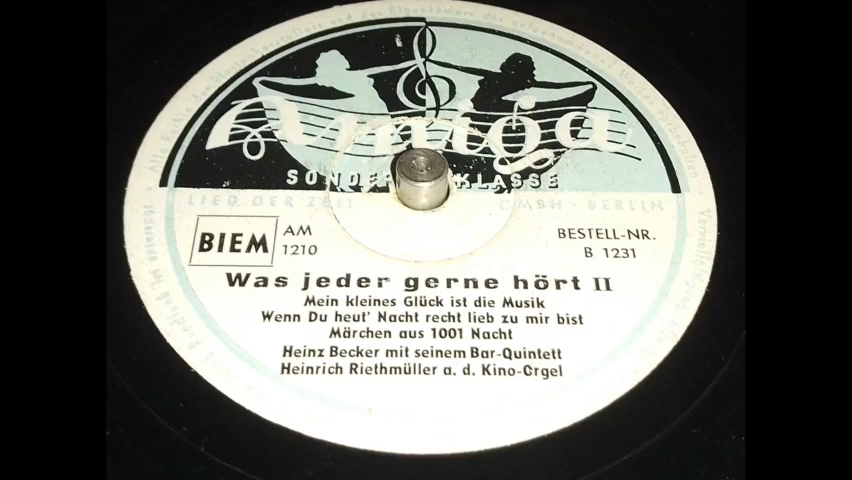 Amiga
SONDER KLASSE
LIED DER ZEIT GMBH · BERLIN
BIEM
AM
1210
BESTELL-NR.
B 1231
Was jeder gerne hört II
Mein kleines Glück ist die Musik
Wenn Du heut' Nacht recht lieb zu mir bist
Märchen aus 1001 Nacht
Heinz Becker mit seinem Bar-Quintett
Heinrich Riethmüller a. d. Kino-Orgel